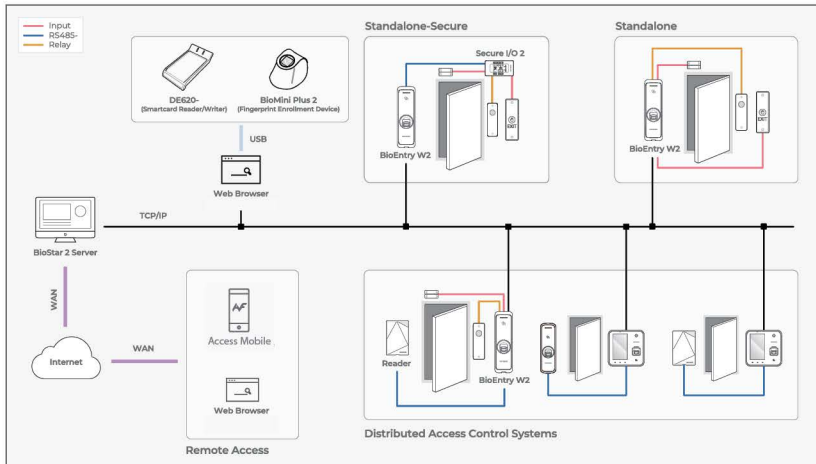 Input
RS485-
Relay
DE620-
(Smartcard Reader/Writer)
BioMini Plus 2
(Fingerprint Enrollment Device)
USB
Web Browser
Standalone-Secure
Secure I/O 2
EXIT
BioEntry W2
Standalone
EXIT
BioEntry W2
TCP/IP
BioStar 2 Server
WAN
Internet
WAN
Access Mobile
Web Browser
Remote Access
Reader
BioEntry W2
Distributed Access Control Systems